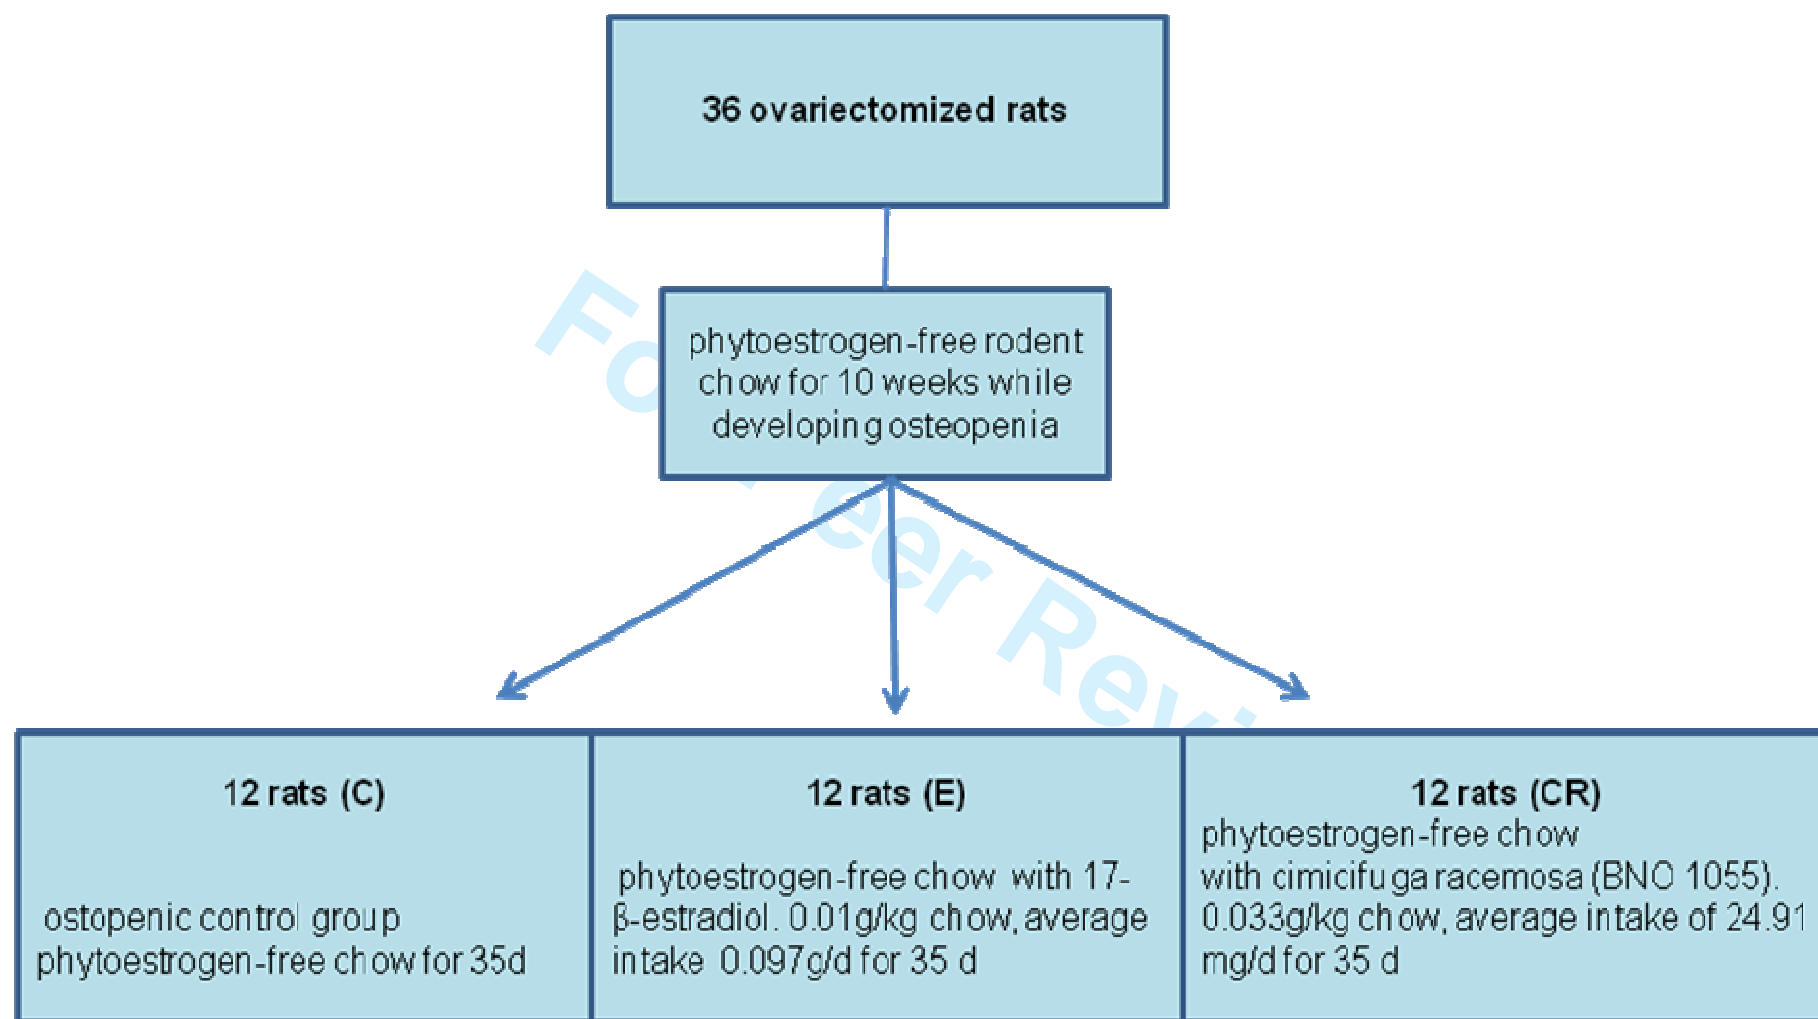 36 ovariectomized rats
phytoestrogen-free rodent
chow for 10 weeks while
developing osteopenia
12 rats (C)
ostopenic control group
phytoestrogen-free chow for 35d
12 rats (E)
phytoestrogen-free chow with 17-
β-estradiol. 0.01g/kg chow, average
intake 0.097g/d for 35 d
12 rats (CR)
phytoestrogen-free chow
with cimicifuga racemosa (BNO 1055).
0.033g/kg chow, average intake of 24.91
mg/d for 35 d
For Peer Revi